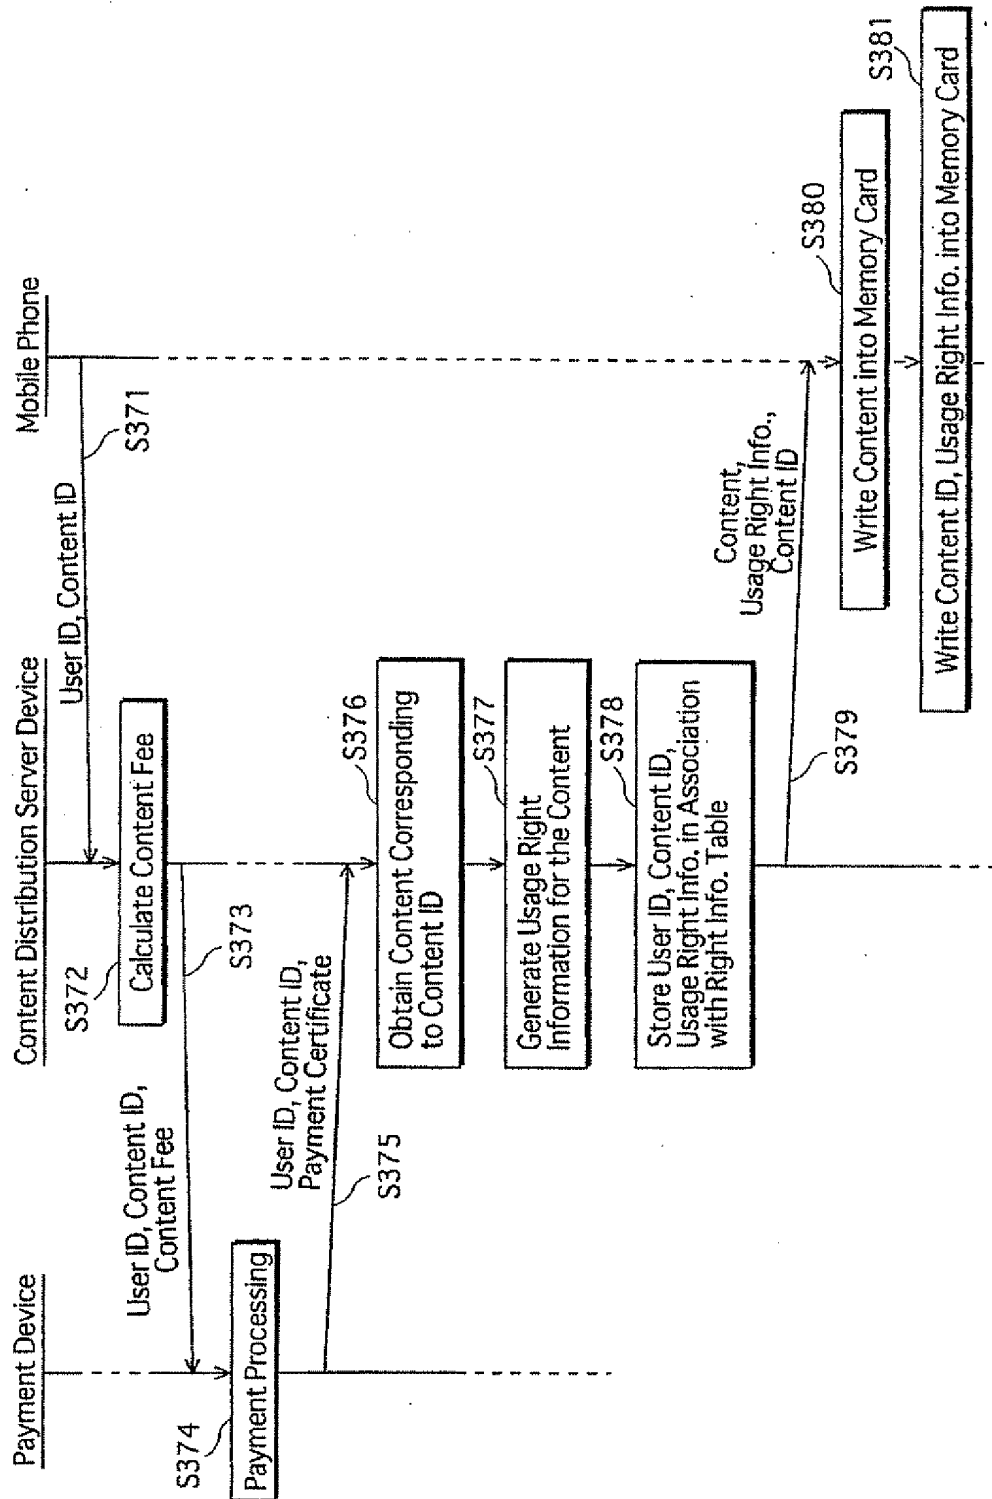 Payment Device
Content Distribution Server Device
Mobile Phone
User ID, Content ID
S371
S372
Calculate Content Fee
User ID, Content ID,
Content Fee
S373
S374
Payment Processing
User ID, Content ID,
Payment Certificate
S375
S376
Obtain Content Corresponding
to Content ID
S377
Generate Usage Right
Information for the Content
S378
Store User ID, Content ID,
Usage Right Info. in Association
with Right Info. Table
Content,
Usage Right Info.,
Content ID
S379
S380
Write Content into Memory Card
S381
Write Content ID, Usage Right Info. into Memory Card